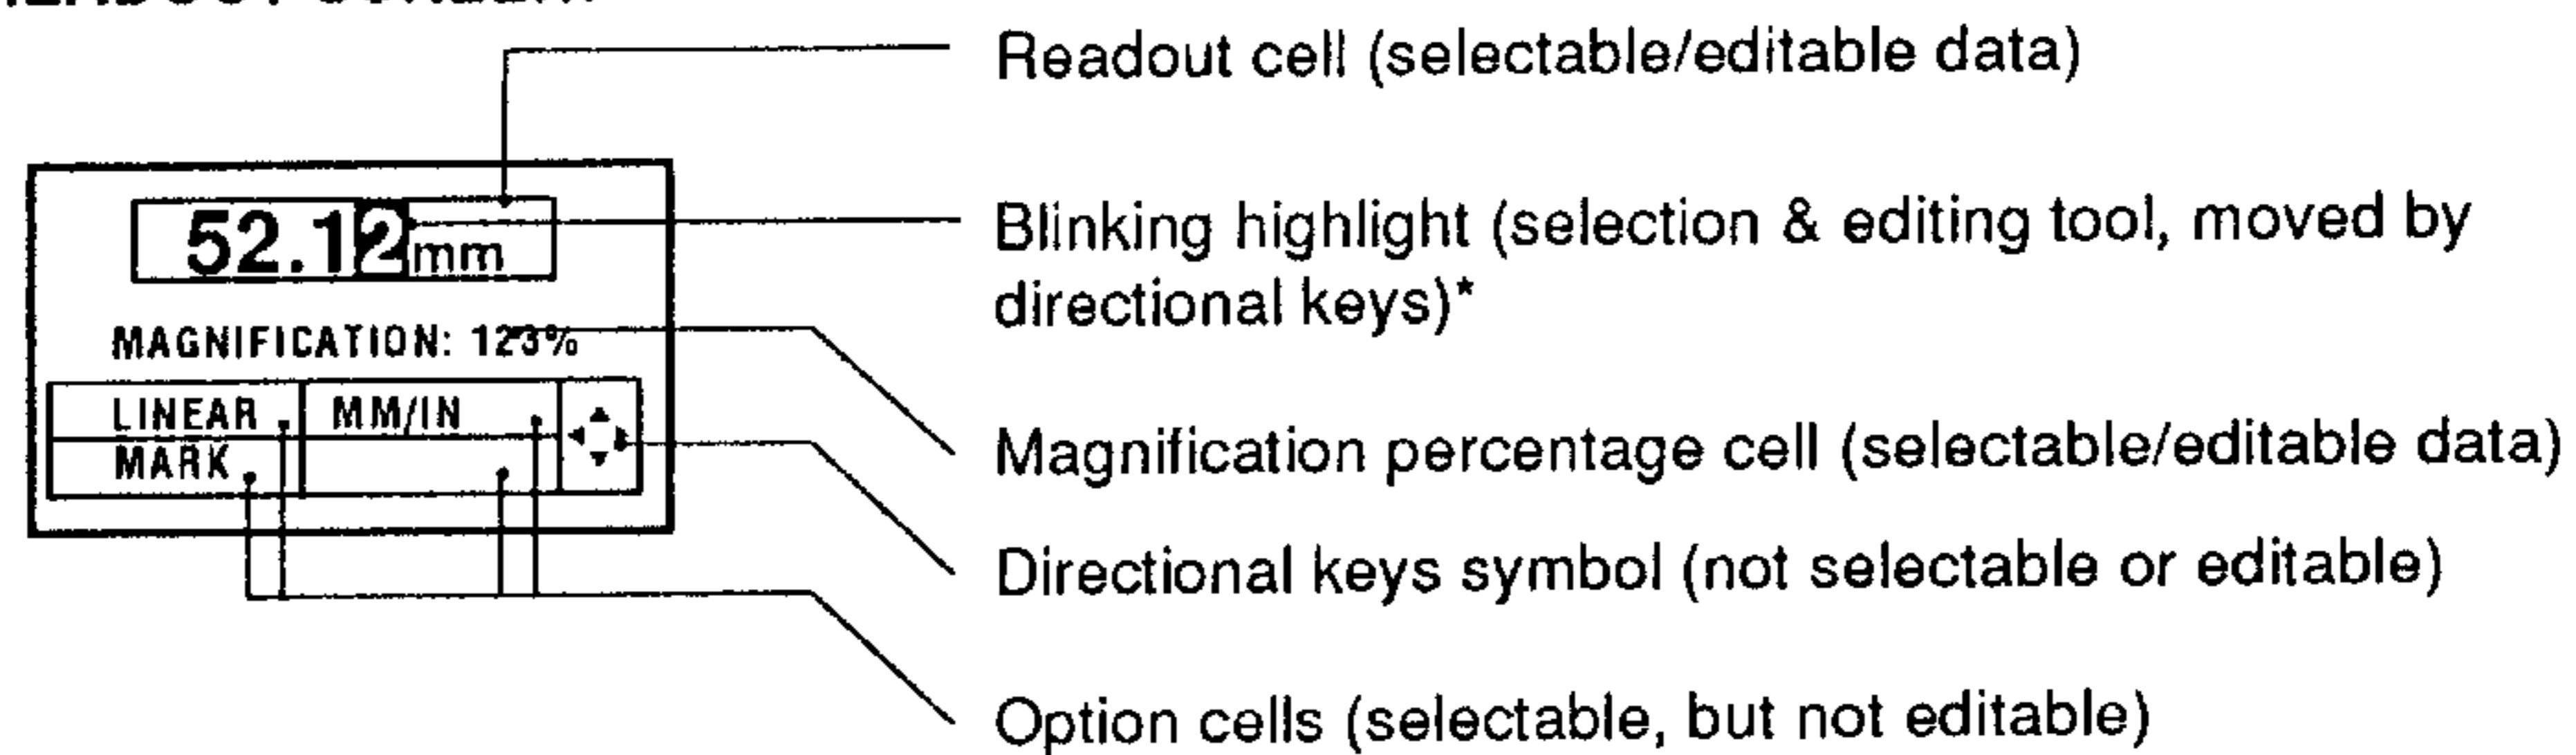 Readout cell (selectable/editable data)
52.12mm
Blinking highlight (selection & editing tool, moved by
directional keys)*
MAGNIFICATION: 123%
LINEAR MM/IN
MARK
Magnification percentage cell (selectable/editable data)
Directional keys symbol (not selectable or editable)
Option cells (selectable, but not editable)